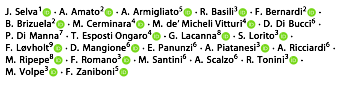 J. Selva¹ · A. Amato² · A. Armigliato⁵ · R. Basili³ · F. Bernardi² ·
B. Brizuela² · M. Cerminara⁴ · M. de’ Micheli Vitturi⁴ · D. Di Bucci⁶ ·
P. Di Manna⁷ · T. Esposti Ongaro⁴ · G. Lacanna⁸ · S. Lorito³ ·
F. Løvholt⁹ · D. Mangione⁶ · E. Panunzi⁶ · A. Piatanesi³ · A. Ricciardi⁶ ·
M. Ripepe⁸ · F. Romano³ · M. Santini⁶ · A. Scalzo⁶ · R. Tonini³ ·
M. Volpe³ · F. Zaniboni⁵